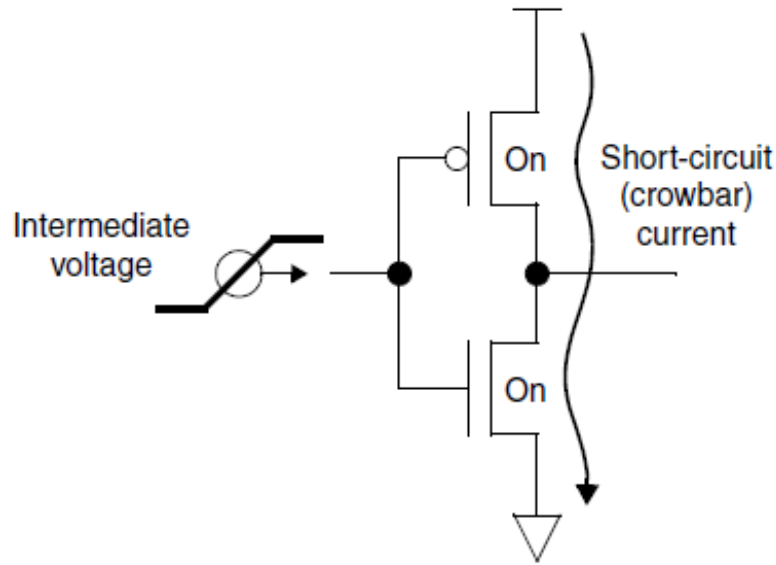 On
Short-circuit
(crowbar)
current
Intermediate
voltage
On